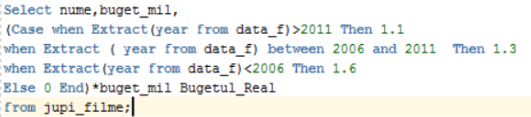 Select nume,buget_mil,
(Case when Extract(year from data_f)>2011 Then 1.1
when Extract ( year from data_f) between 2006 and 2011  Then 1.3
when Extract(year from data_f)<2006 Then 1.6
Else 0 End)*buget_mil Bugetul_Real
from jupi_filme;